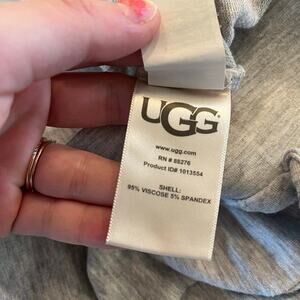 UGG
www.ugg.com
RN # 88276
Product ID# 1013554
SHELL:
95% VISCOSE 5% SPANDEX